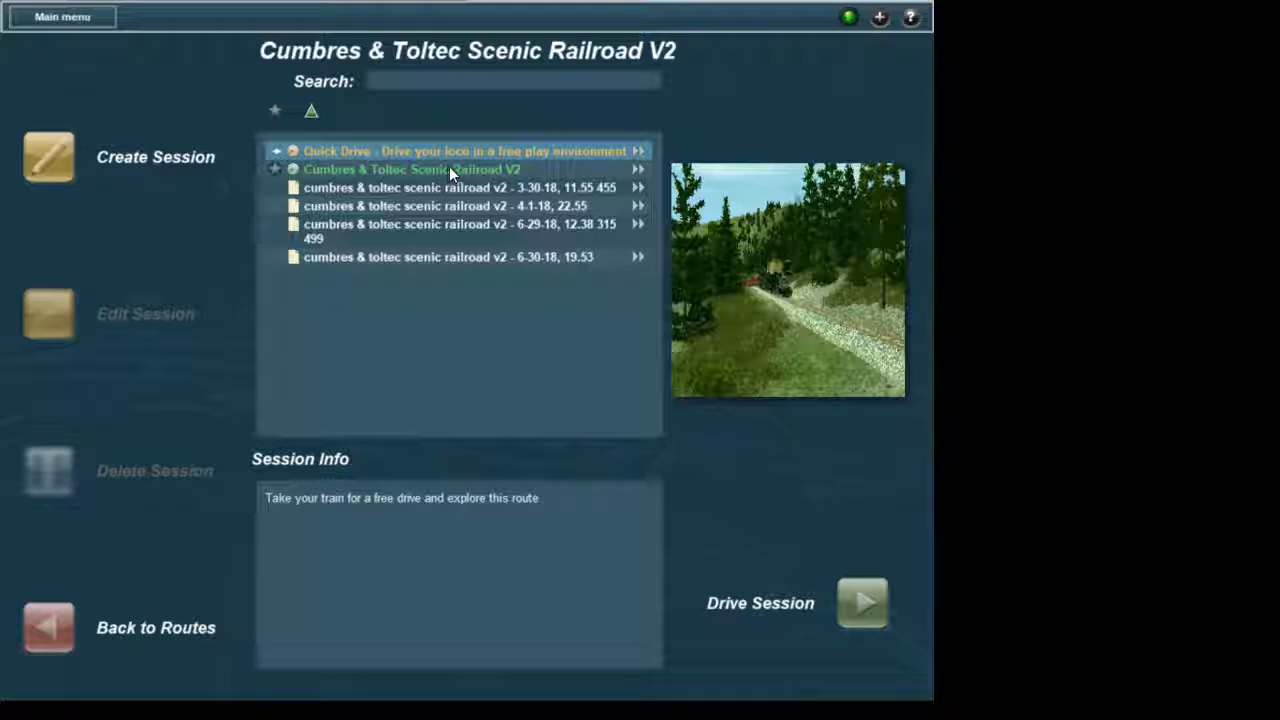 Main menu
Cumbres & Toltec Scenic Railroad V2
Search:
Create Session
Quick Drive - Drive your loco in a free play environment
Cumbres & Toltec Scenic Railroad V2
cumbres & toltec scenic railroad v2 - 3-30-18, 11.55 455
cumbres & toltec scenic railroad v2 - 4-1-18, 22.55
cumbres & toltec scenic railroad v2 - 6-29-18, 12.38 315
499
cumbres & toltec scenic railroad v2 - 6-30-18, 19.53
Edit Session
Delete Session
Session Info
Take your train for a free drive and explore this route
Drive Session
Back to Routes